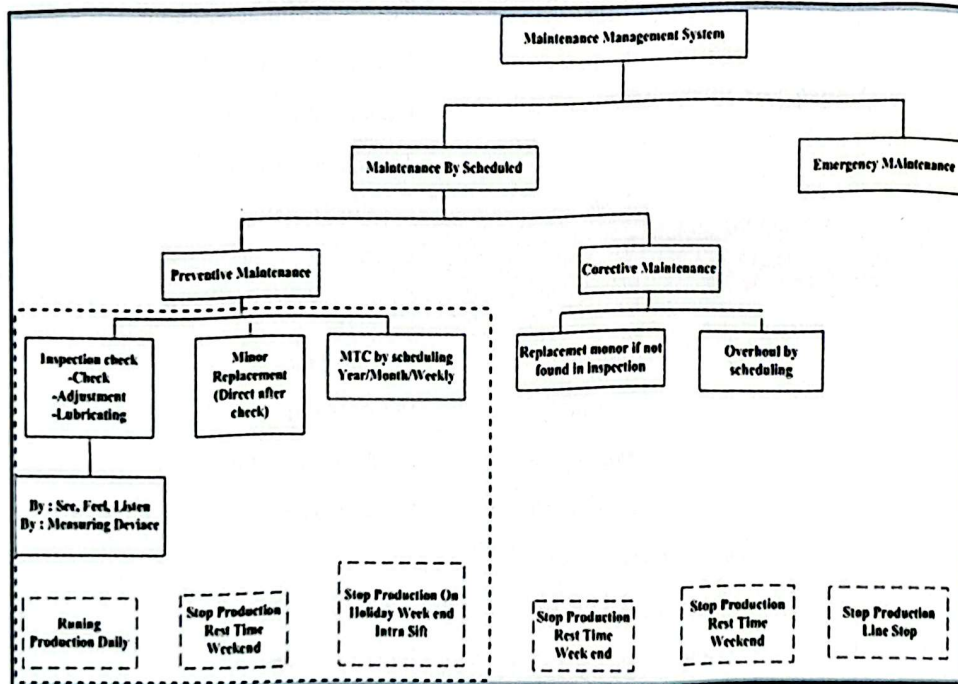 Maintenance Management System
Maintenance By Scheduled
Emergency MAintenance
Preventive Maintenance
Corective Maintenance
Inspection check
-Check
-Adjustment
-Lubricating
Minor
Replacement
(Direct after
check)
MTC by scheduling
Year/Month/Weekly
Replacemet monor if not
found in inspection
Overhoul by
scheduling
By : See, Feel, Listen
By : Measuring Deviace
Runing
Production Daily
Stop Production
Rest Time
Weekend
Stop Production On
Holiday Week end
Intra Sift
Stop Production
Rest Time
Week end
Stop Production
Rest Time
Weekend
Stop Production
Line Stop